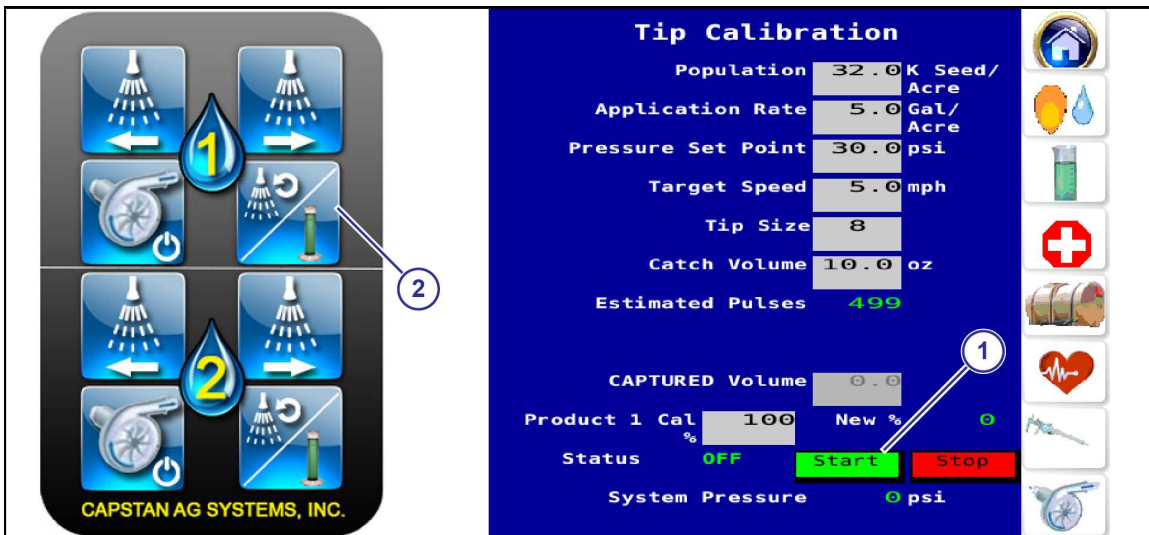 1
2
CAPSTAN AG SYSTEMS, INC.
2
Tip Calibration
Population 32.0 K Seed/
Acre
Application Rate 5.0 Gal/
Acre
Pressure Set Point 30.0 psi
Target Speed 5.0 mph
Tip Size 8
Catch Volume 10.0 oz
Estimated Pulses 499
1
CAPTURED Volume 0.0
Product 1 Cal 100 New % 0
%
Status OFF Start Stop
System Pressure 0 psi